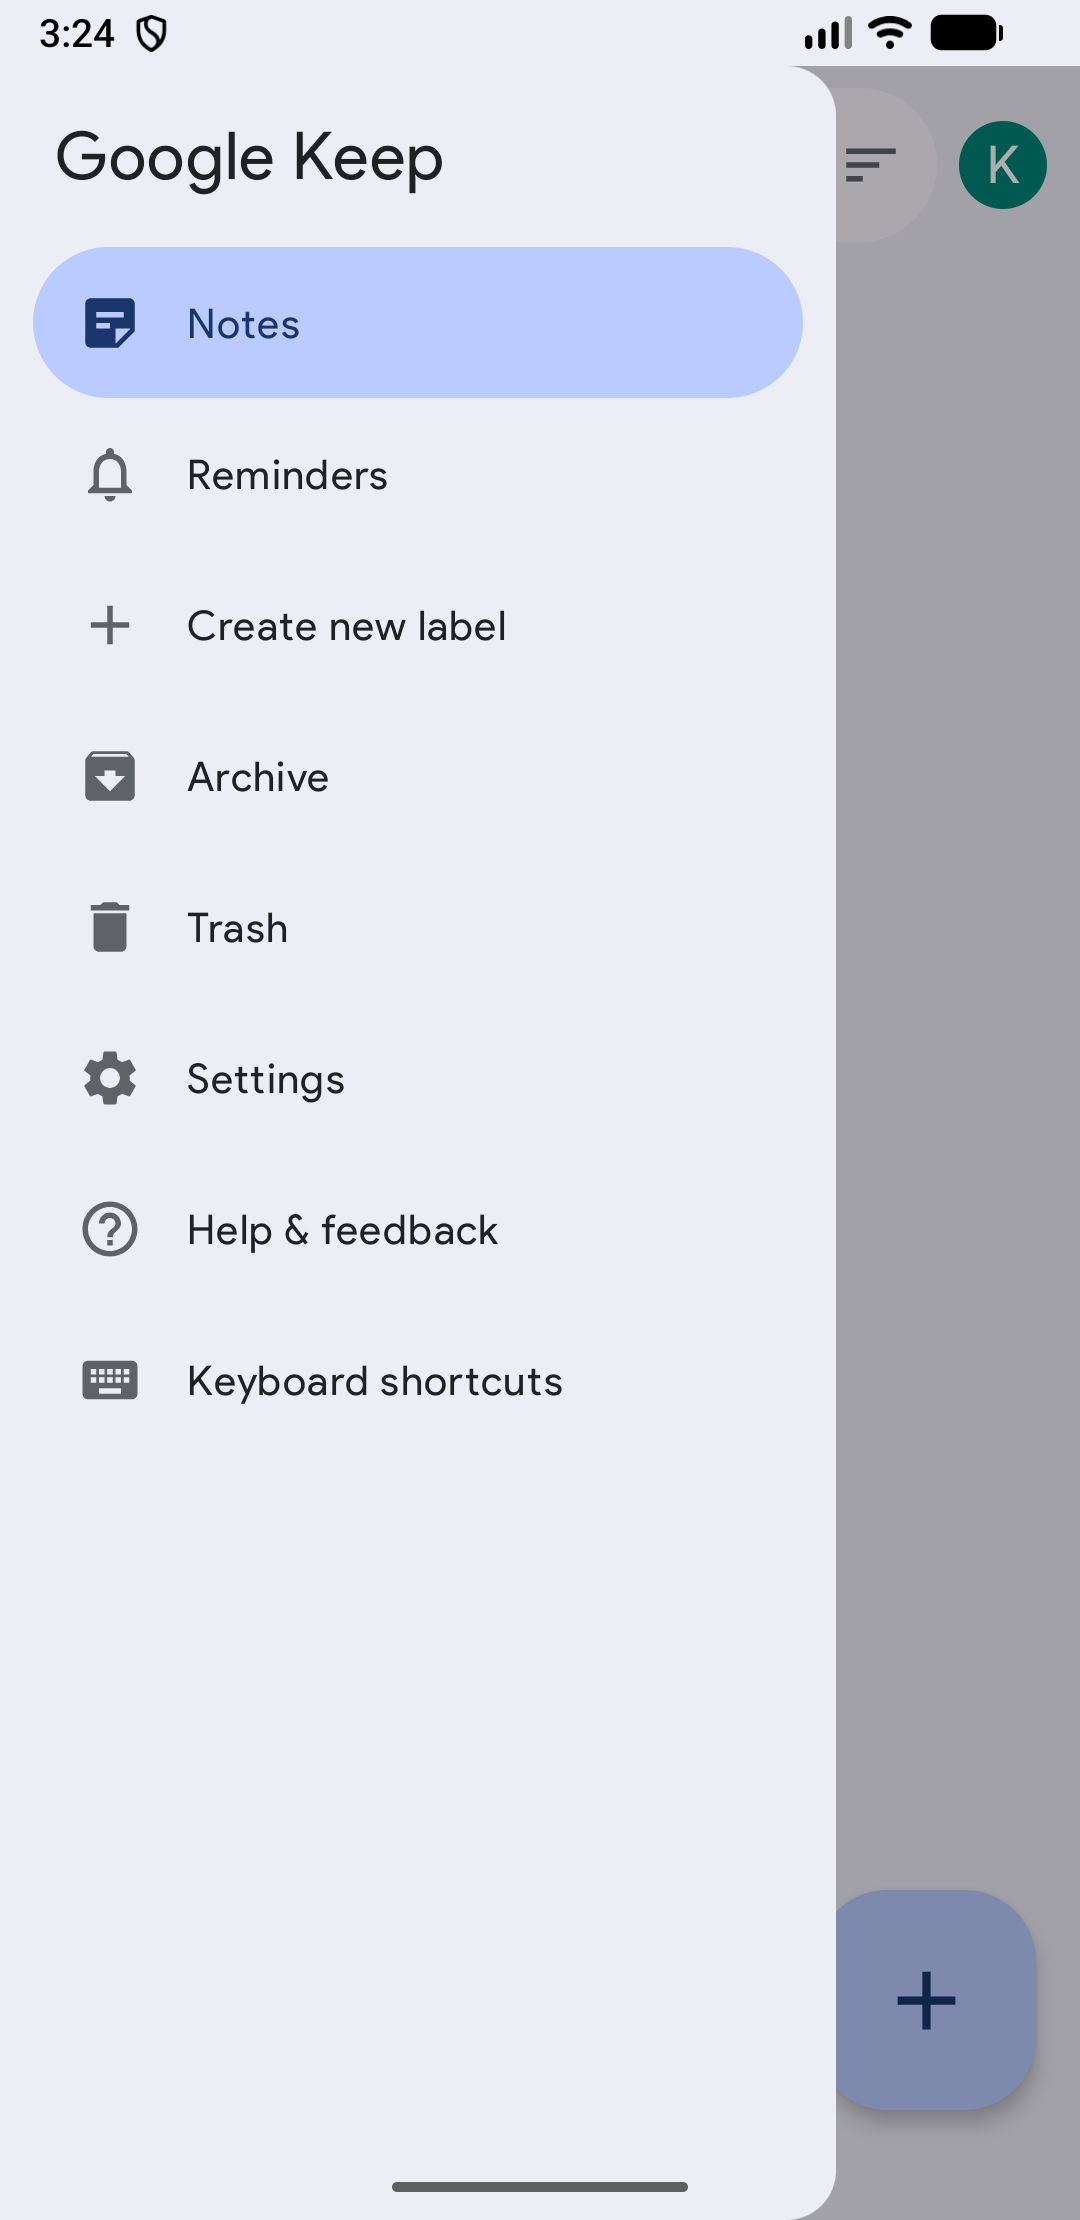 3:24
Google Keep
K
Notes
Reminders
Create new label
Archive
Trash
Settings
Help & feedback
Keyboard shortcuts